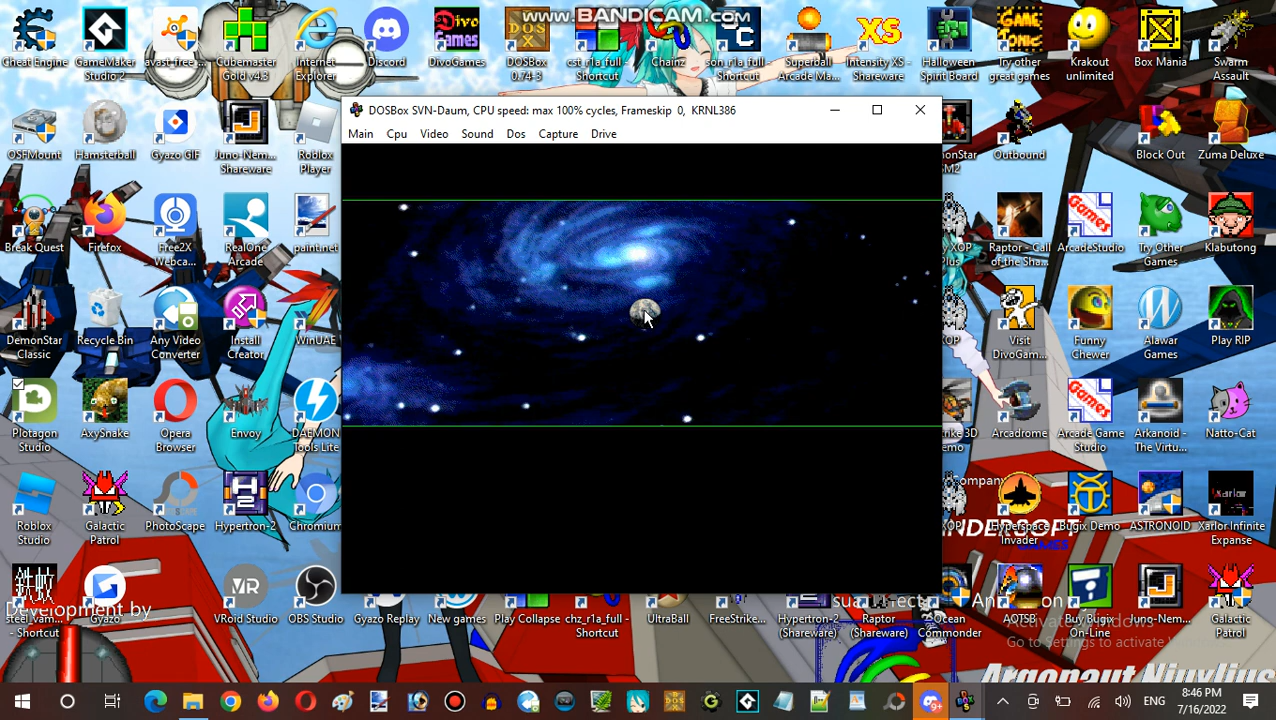 www.BANDICAM.com
Cheat Engine
GameMaker Studio 2
avast_free_...
Cubemaster Gold v4.3
Internet Explorer
Discord
DivoGames
DOSBox 0.74-3
cst_r1a_full - Shortcut
Chainz
son_r1a_full... Shortcut
Superball Arcade Ma...
Intensity XS - Shareware
Halloween Spirit Board
Try other great games
Krakout unlimited
Box Mania
Swarm Assault
DOSBox SVN-Daum, CPU speed: max 100% cycles, Frameskip 0, KRNL386
Main Cpu Video Sound Dos Capture Drive
OSFMount
Hamsterball
Gyazo GIF
Juno-Nem... Shareware
Roblox Player
Outbound
Block Out
Zuma Deluxe
Break Quest
Firefox
Free2X Webca...
RealOne Arcade
paint.net
Raptor - Call of the Sha...
ArcadeStudio
Try Other Games
Klabutong
DemonStar Classic
Recycle Bin
Any Video Converter
Install Creator
WinUAE
Visit DivoGam...
Funny Chewer
Alawar Games
Play RIP
Plotagon Studio
AxySnake
Opera Browser
Envoy
DAEMON Tools Lite
Arcadrome
Arcade Game Studio
Arkanoid - The Virtu...
Natto-Cat
Roblox Studio
Galactic Patrol
PhotoScape
Hypertron-2
Chromium
Hyperspace Invader
Bugix Demo
ASTRONOID
Xarlor Infinite Expanse
Development by
Gyazo
VRoid Studio
OBS Studio
Gyazo Replay
New games
Play Collapse
chz_r1a_full - Shortcut
UltraBall
FreeStrike...
Hypertron-2 (Shareware)
Raptor (Shareware)
Ocean Commander
AOTSB
Buy Bugix On-Line
Juno-Nem...
Galactic Patrol
Activate Windows
Go to Settings to activate
ENG
8:46 PM
7/16/2022